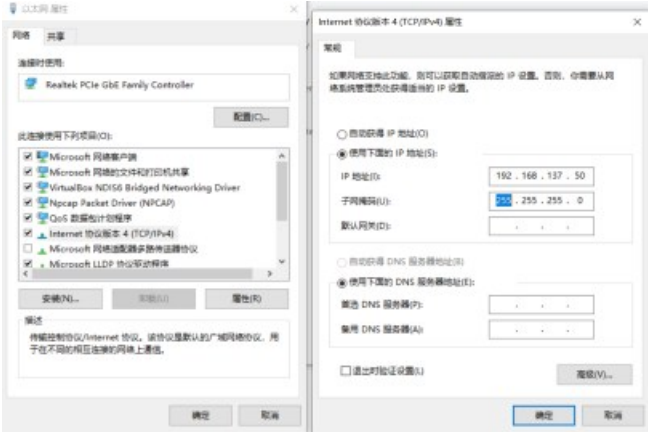 以太网 属性
网络
共享
连接时使用:
Realtek PCIe GbE Family Controller
配置(C)...
此连接使用下列项目(O):
Microsoft 网络客户端
Microsoft 网络的文件和打印机共享
VirtualBox NDIS6 Bridged Networking Driver
Npcap Packet Driver (NPCAP)
QoS 数据包计划程序
Internet 协议版本 4 (TCP/IPv4)
Microsoft 网络适配器多路传送器协议
Microsoft LLDP 协议驱动程序
安装(N)...
卸载(U)
属性(R)
描述
传输控制协议/Internet 协议。该协议是默认的广域网络协议，用
于在不同的相互连接的网络上通信。
确定
取消
Internet 协议版本 4 (TCP/IPv4) 属性
常规
如果网络支持此功能，则可以获取自动指派的 IP 设置。否则，你需要从网
络系统管理员处获得适当的 IP 设置。
自动获得 IP 地址(O)
使用下面的 IP 地址(S):
IP 地址(I):
192 . 168 . 137 . 50
子网掩码(U):
255 . 255 . 255 . 0
默认网关(D):
自动获得 DNS 服务器地址(B)
使用下面的 DNS 服务器地址(E):
首选 DNS 服务器(P):
备用 DNS 服务器(A):
退出时验证设置(L)
高级(V)...
确定
取消